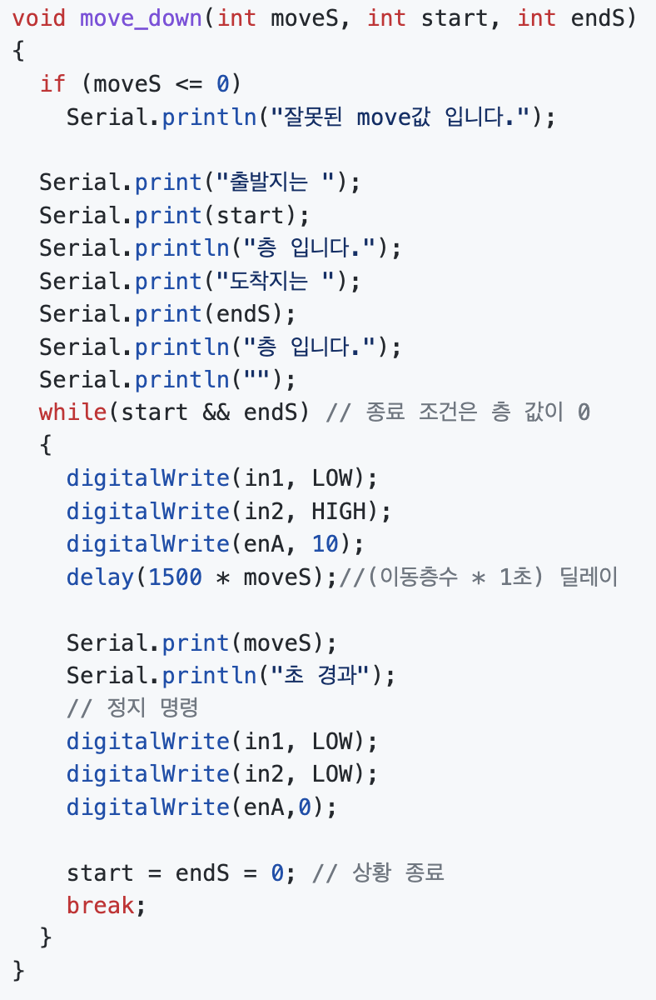 void move_down(int moveS, int start, int endS)
{
  if (moveS <= 0)
    Serial.println("잘못된 move값 입니다.");

  Serial.print("출발지는 ");
  Serial.print(start);
  Serial.println("층 입니다.");
  Serial.print("도착지는 ");
  Serial.print(endS);
  Serial.println("층 입니다.");
  Serial.println("");
  while(start && endS) // 종료 조건은 층 값이 0
  {
    digitalWrite(in1, LOW);
    digitalWrite(in2, HIGH);
    digitalWrite(enA, 10);
    delay(1500 * moveS);//(이동층수 * 1초) 딜레이

    Serial.print(moveS);
    Serial.println("초 경과");
    // 정지 명령
    digitalWrite(in1, LOW);
    digitalWrite(in2, LOW);
    digitalWrite(enA,0);

    start = endS = 0; // 상황 종료
    break;
  }
}